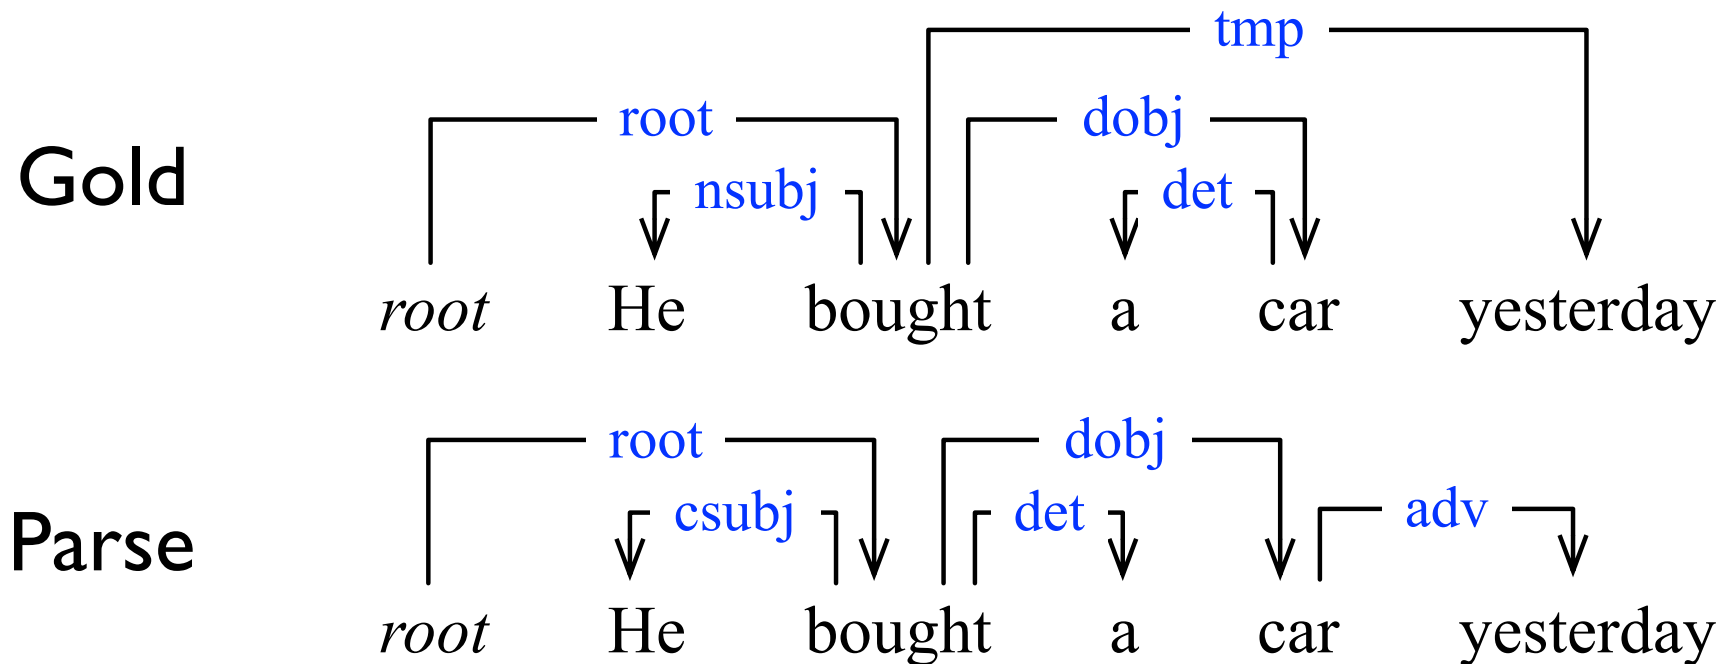 tmp
root dobj
Gold
nsubj det
root He bought a car yesterday
root dobj
csubj det adv
Parse
root He bought a car yesterday